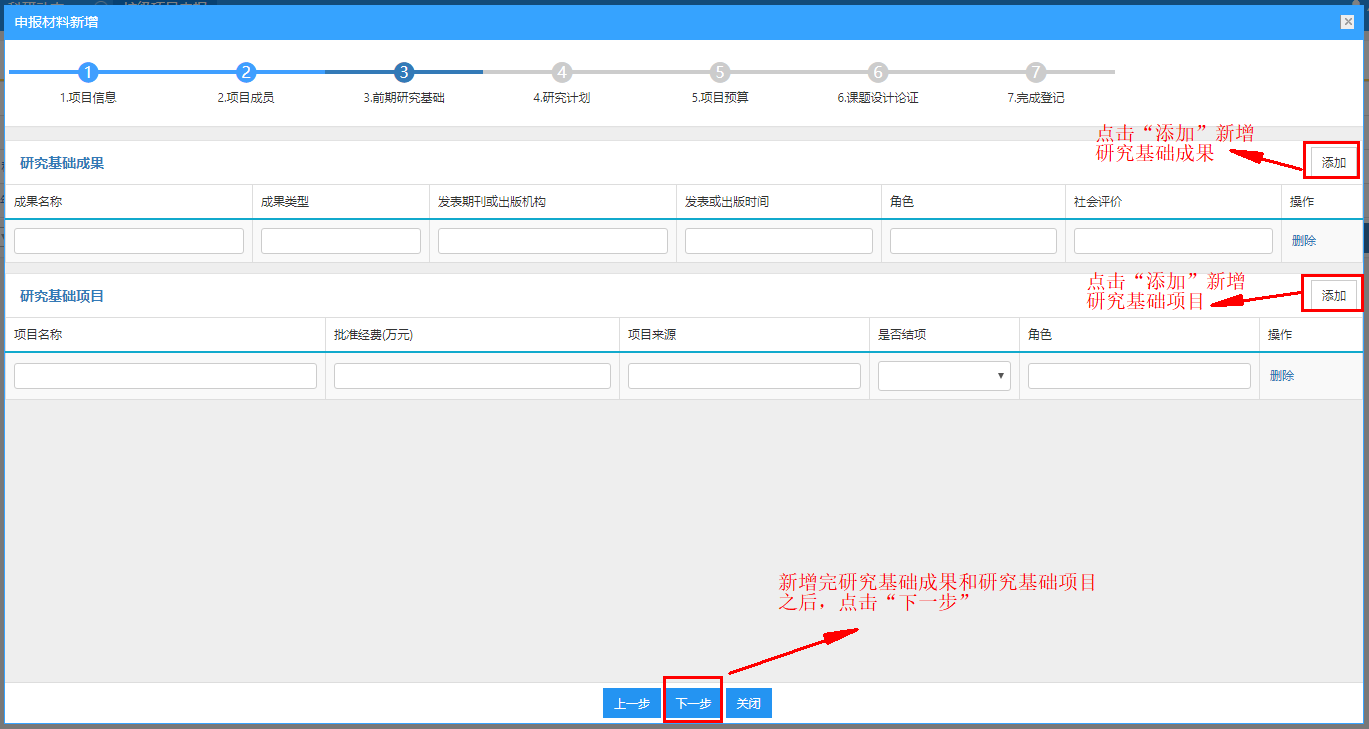 申报材料新增
1 2 3 4 5 6 7
1.项目信息 2.项目成员 3.前期研究基础 4.研究计划 5.项目预算 6.课题设计论证 7.完成登记
点击“添加”新增
研究基础成果
研究基础成果 添加
成果名称 成果类型 发表期刊或出版机构 发表或出版时间 角色 社会评价 操作
删除
点击“添加”新增
研究基础项目
研究基础项目 添加
项目名称 批准经费(万元) 项目来源 是否结项 角色 操作
删除
新增完研究基础成果和研究基础项目
之后，点击“下一步”
上一步 下一步 关闭